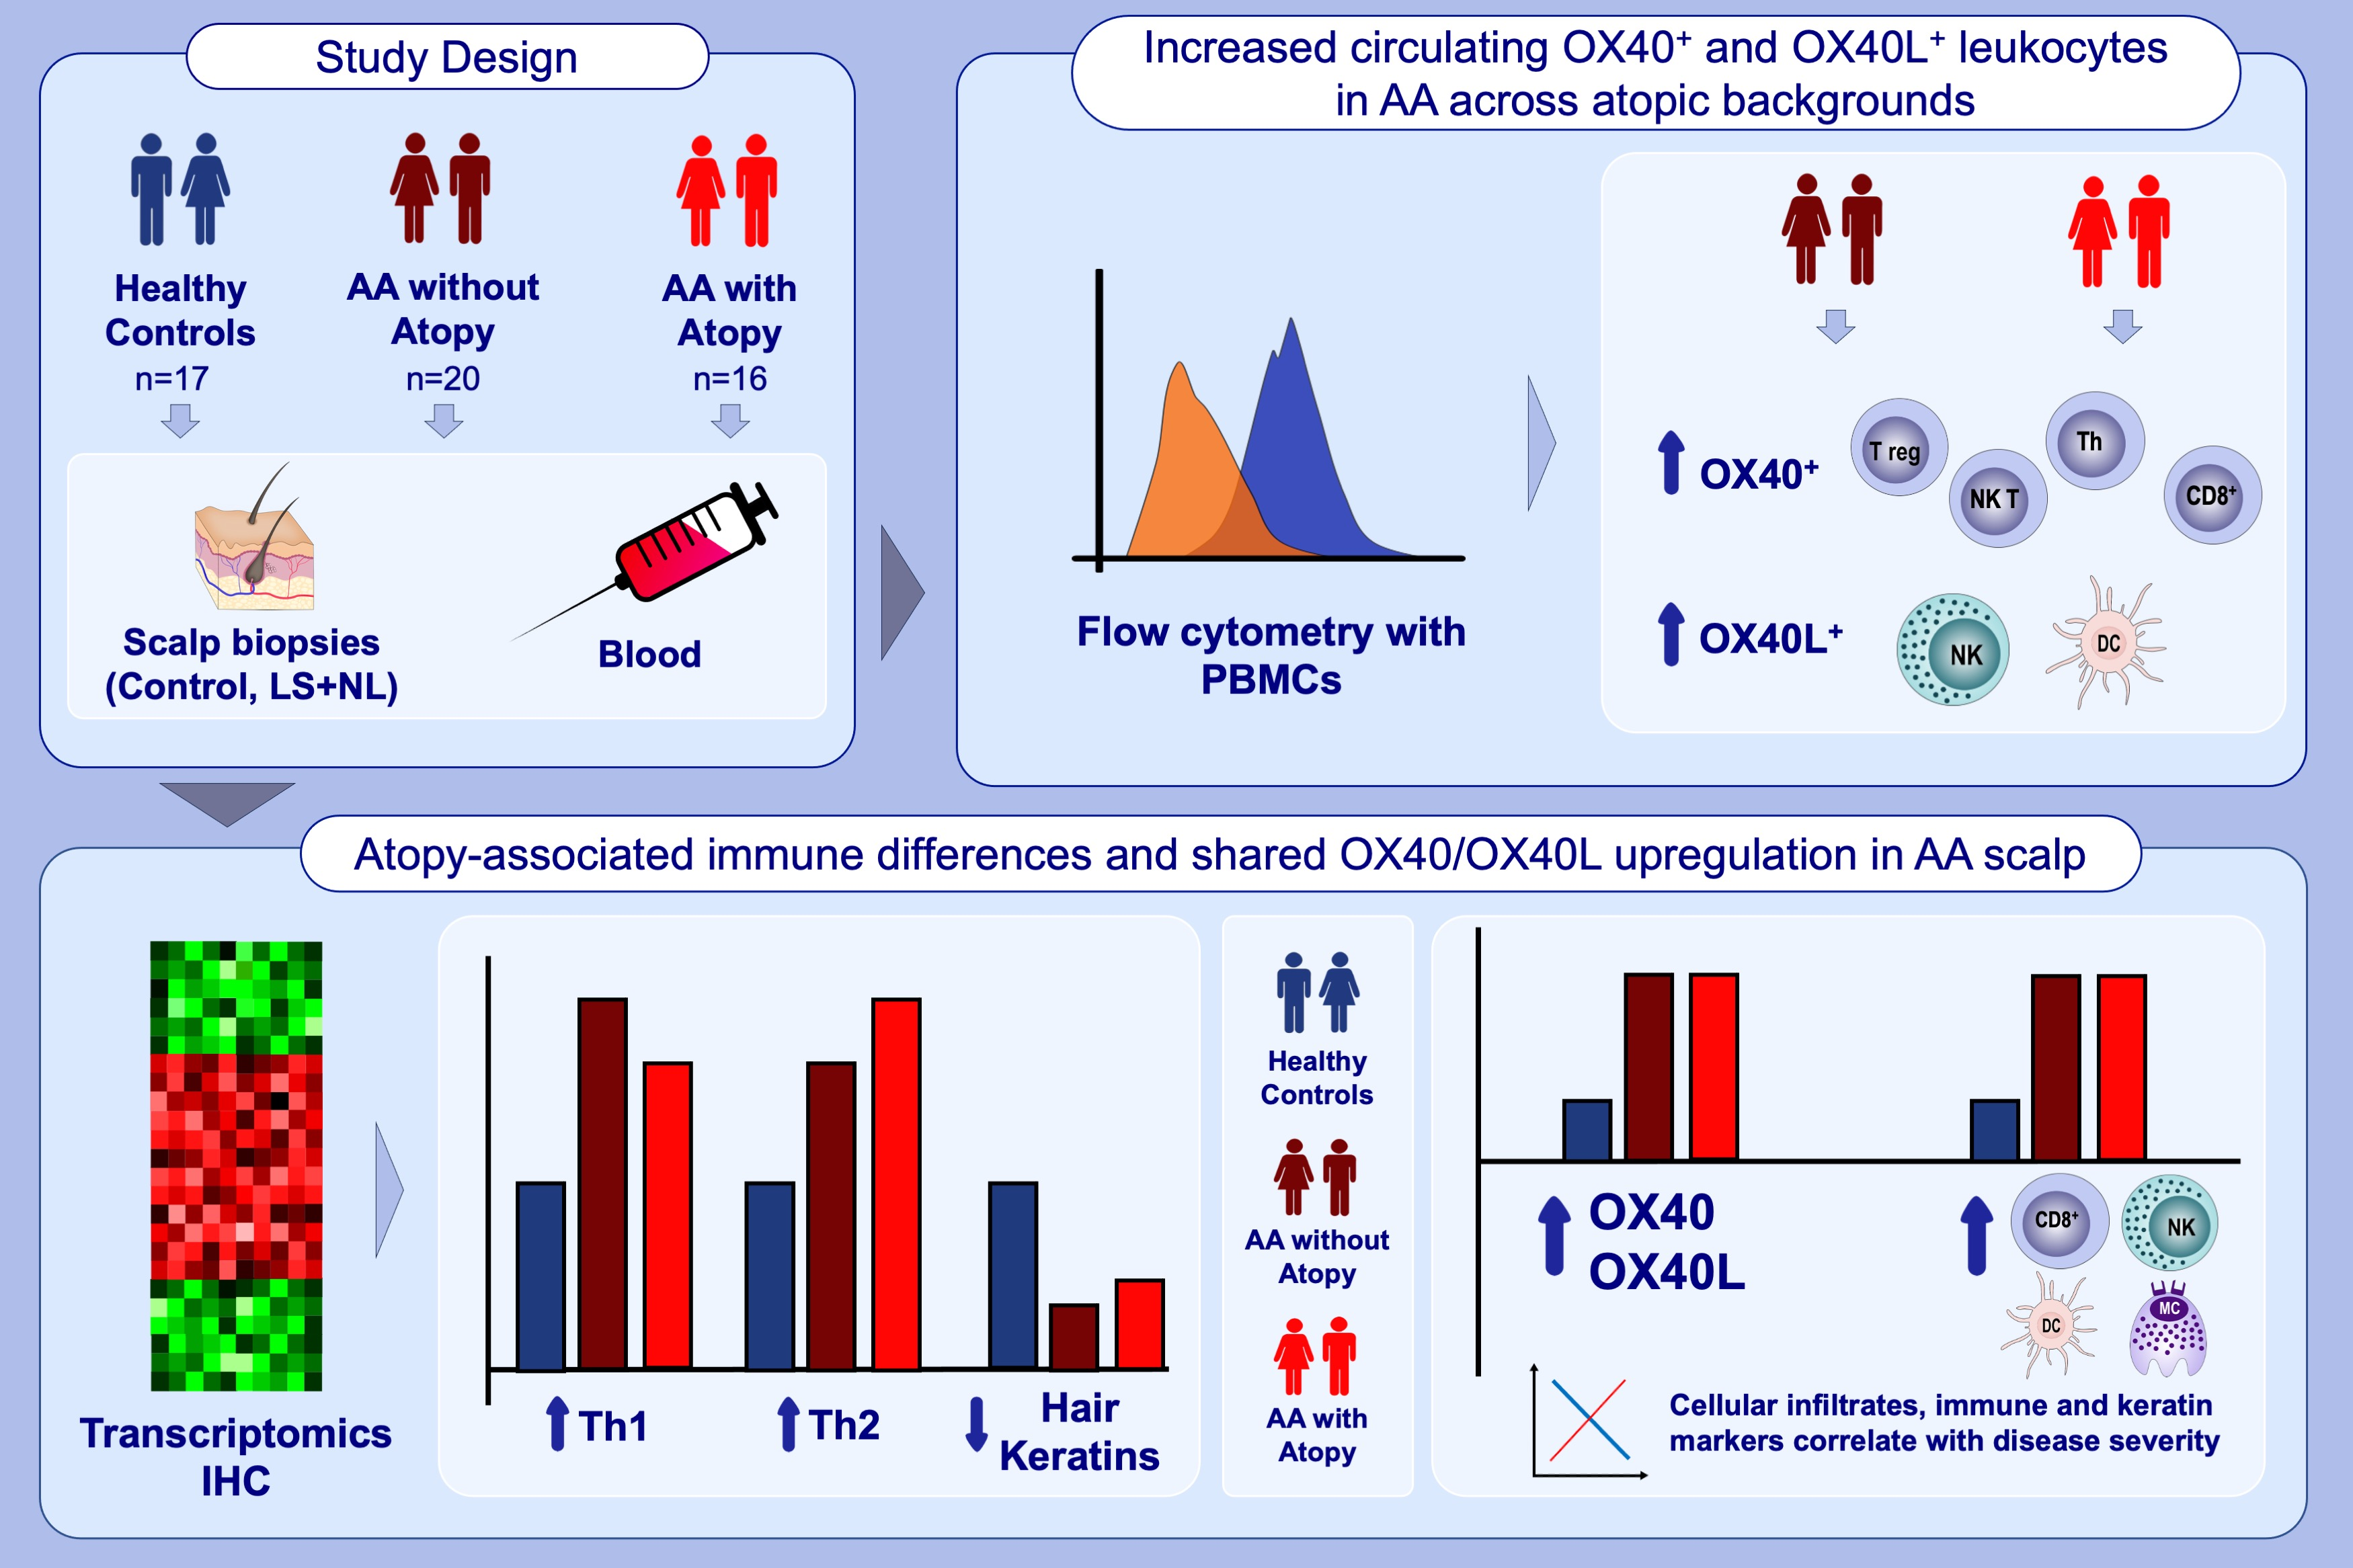 Study Design
Healthy
Controls
n=17
AA without
Atopy
n=20
AA with
Atopy
n=16
Scalp biopsies
(Control, LS+NL)
Blood
Increased circulating OX40⁺ and OX40L⁺ leukocytes
in AA across atopic backgrounds
Flow cytometry with
PBMCs
OX40⁺
T reg
NK T
Th
CD8⁺
OX40L⁺
NK
DC
Atopy-associated immune differences and shared OX40/OX40L upregulation in AA scalp
Transcriptomics
IHC
Th1
Th2
Hair
Keratins
Healthy
Controls
AA without
Atopy
AA with
Atopy
OX40
OX40L
CD8⁺
NK
DC
MC
Cellular infiltrates, immune and keratin
markers correlate with disease severity